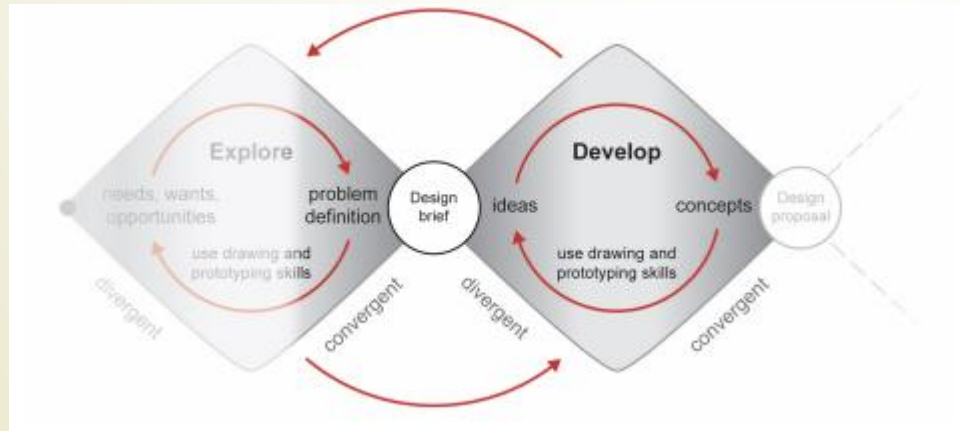 Explore
needs, wants,
opportunities
problem
definition
use drawing and
prototyping skills
divergent
convergent
Design
brief
Develop
ideas
concepts
use drawing and
prototyping skills
divergent
convergent
Design
proposal